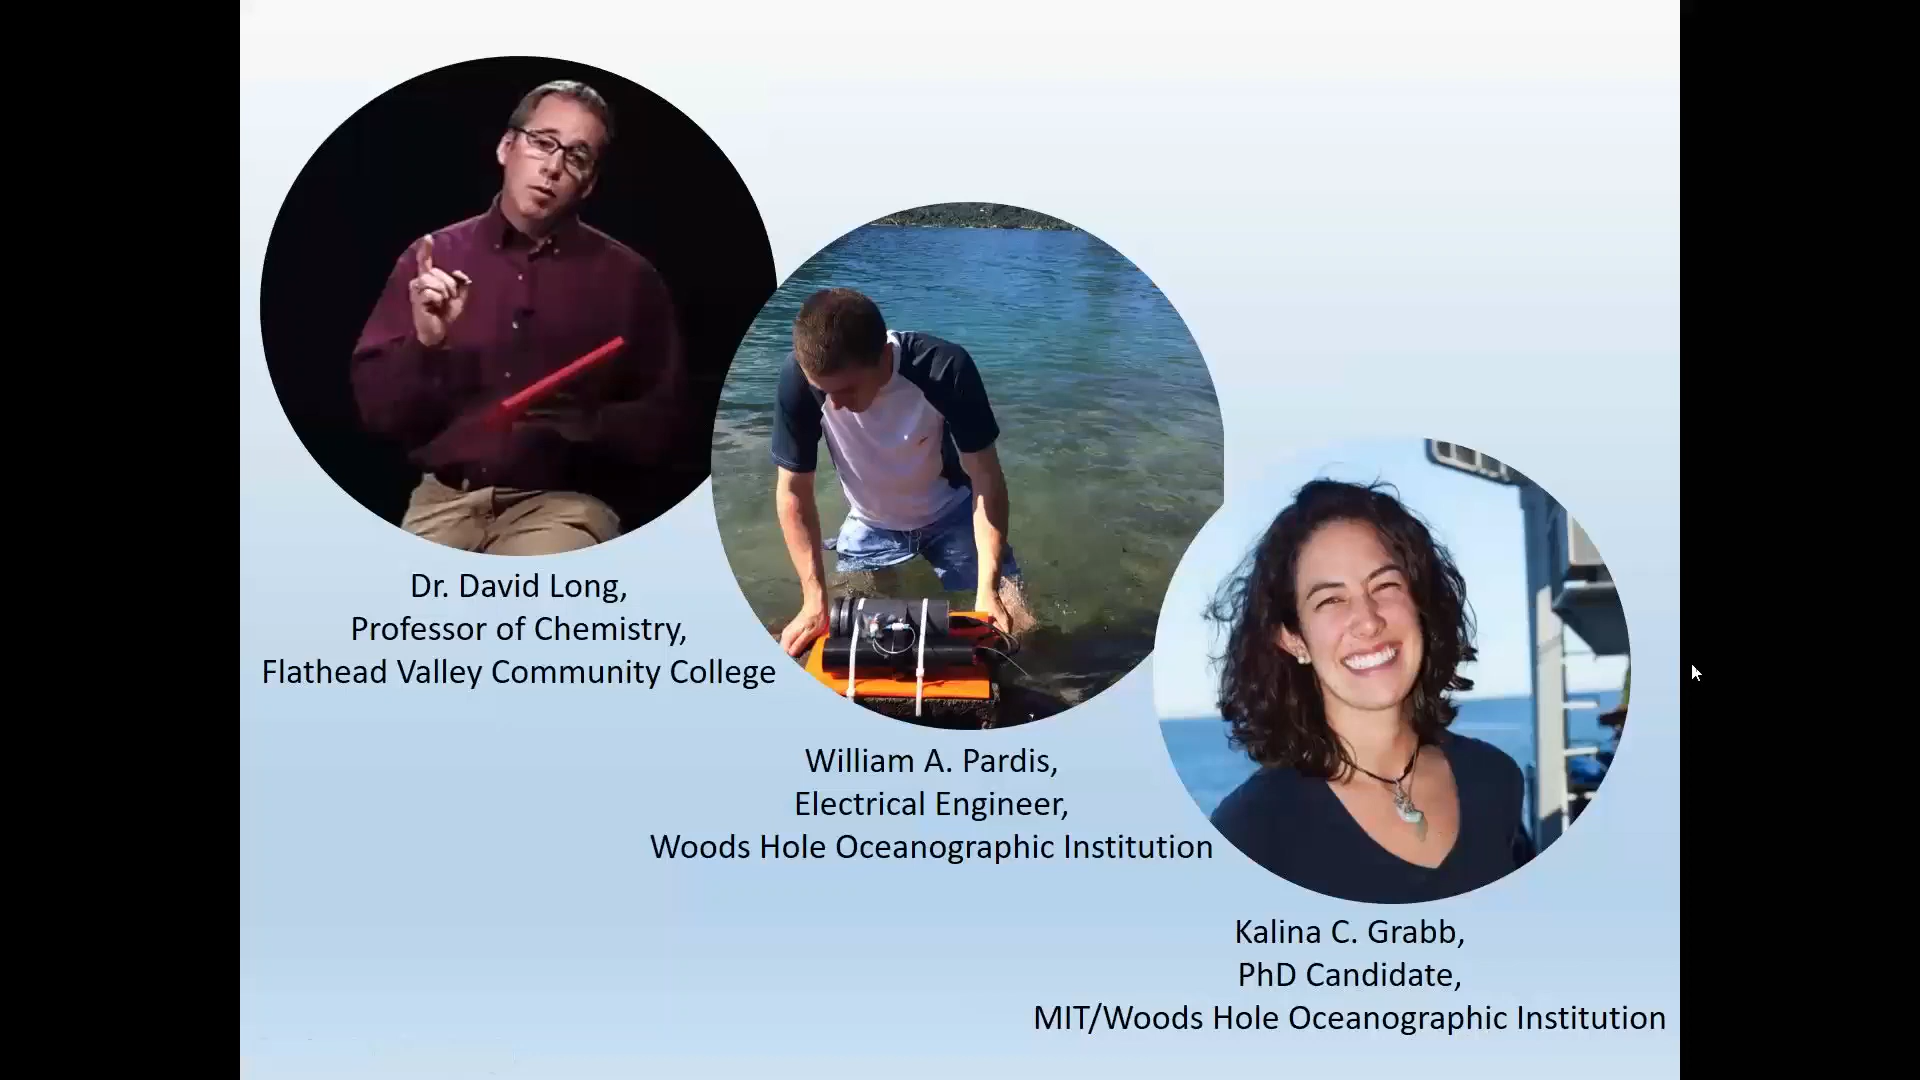 Dr. David Long,
Professor of Chemistry,
Flathead Valley Community College
William A. Pardis,
Electrical Engineer,
Woods Hole Oceanographic Institution
Kalina C. Grabb,
PhD Candidate,
MIT/Woods Hole Oceanographic Institution